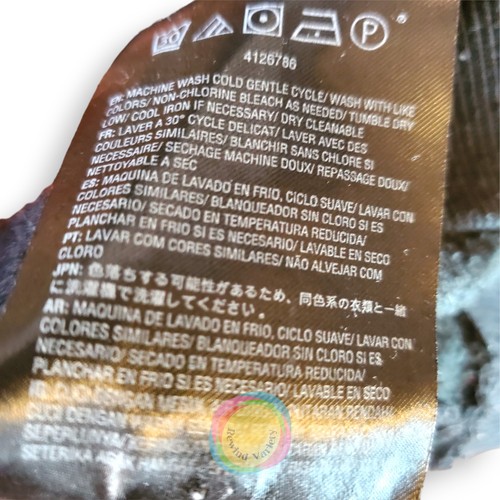 30 P ®
4126786
EN: MACHINE WASH COLD GENTLE CYCLE/ WASH WITH LIKE
COLORS/ NON-CHLORINE BLEACH AS NEEDED/ TUMBLE DRY
LOW/ COOL IRON IF NECESSARY/ DRY CLEANABLE
FR: LAVER A 30° CYCLE DELICAT/ LAVER AVEC DES
COULEURS SIMILAIRES/ BLANCHIR SANS CHLORE SI
NECESSAIRE/ SECHAGE MACHINE DOUX/ REPASSAGE DOUX/
NETTOYABLE A SEC
ES: MAQUINA DE LAVADO EN FRIO, CICLO SUAVE/ LAVAR CON
COLORES SIMILARES/ BLANQUEADOR SIN CLORO SI ES
NECESARIO/ SECADO EN TEMPERATURA REDUCIDA/
PLANCHAR EN FRIO SI ES NECESARIO/ LAVABLE EN SECO
PT: LAVAR COM CORES SIMILARES/ NÃO ALVEJAR COM
CLORO
JPN: 色落ちする可能性があるため、同色系の衣類と一緒
に洗濯機で洗濯してください。
AR: MAQUINA DE LAVADO EN FRIO, CICLO SUAVE/ LAVAR CON
COLORES SIMILARES/ BLANQUEADOR SIN CLORO SI ES
NECESARIO/ SECADO EN TEMPERATURA REDUCIDA/
PLANCHAR EN FRIO SI ES NECESARIO/ LAVABLE EN SECO
CUCI DENGAN
SETERIKA AGAK